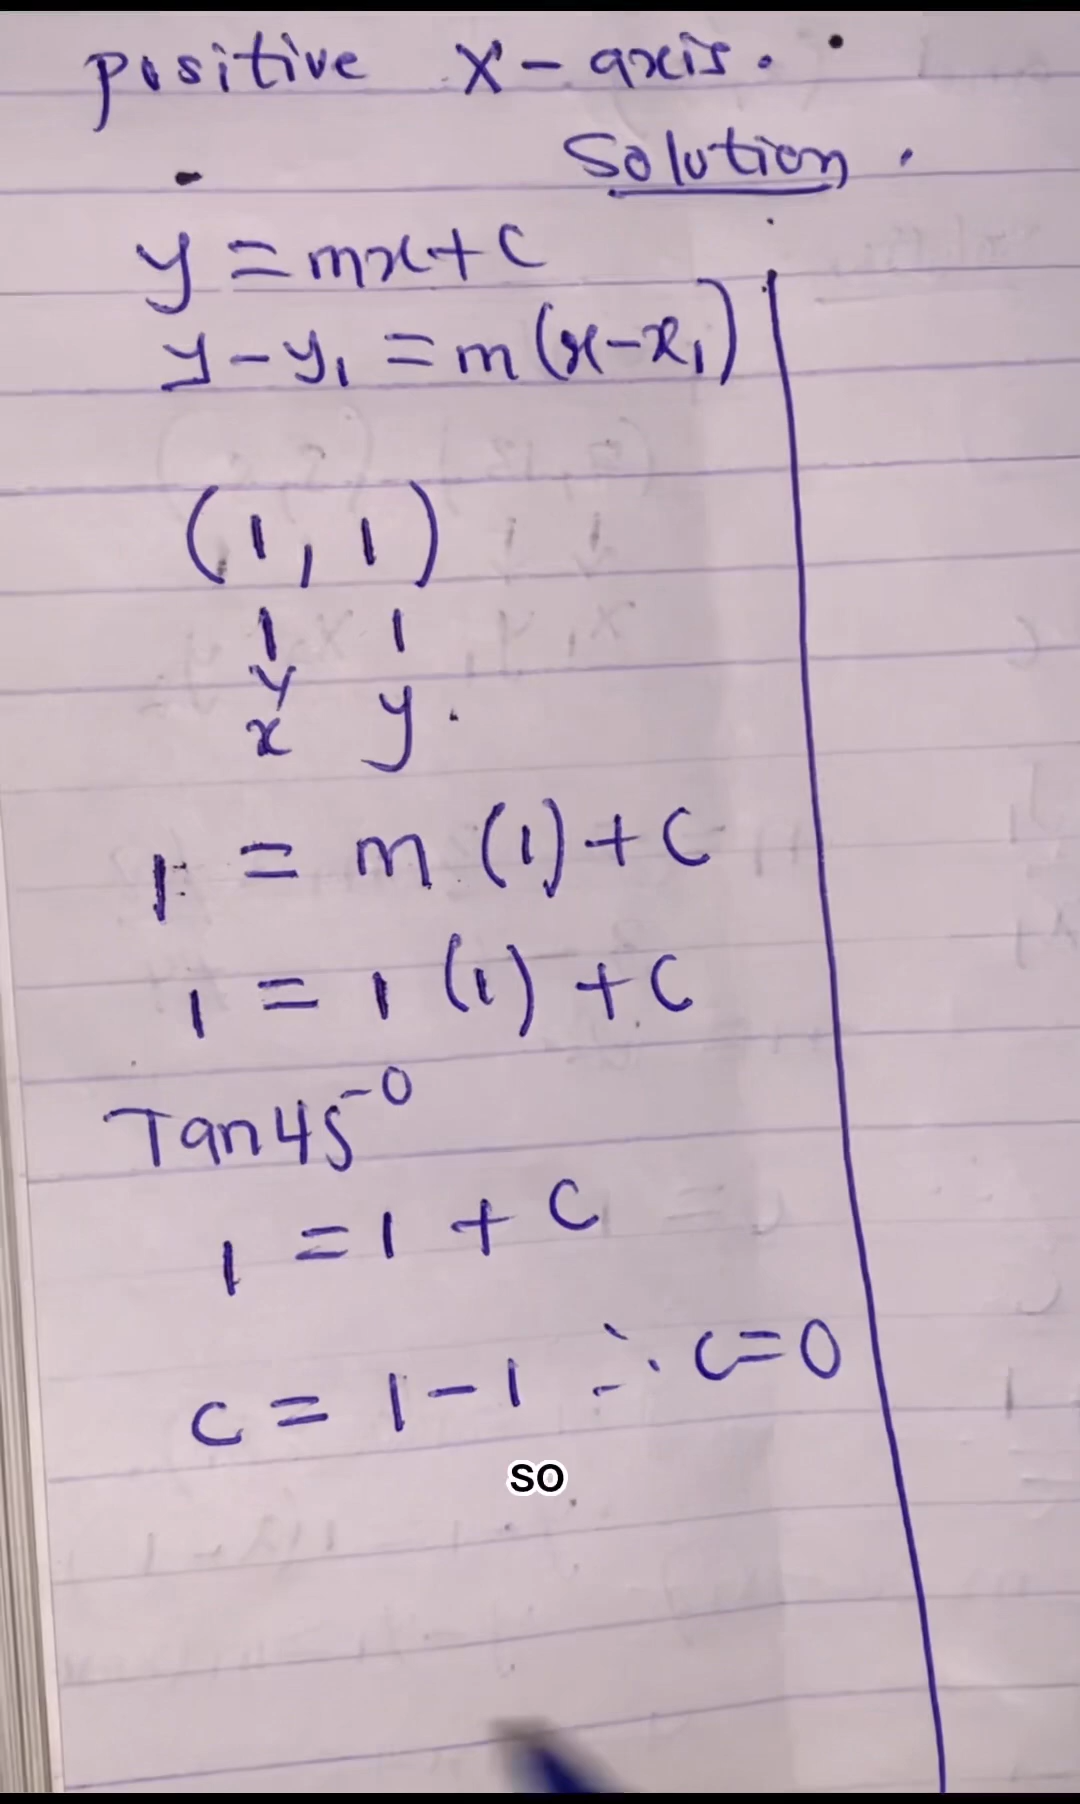 positive x-axis.
Solution.
y = mx+c
y-y₁ = m(x-x₁)
(1, 1)
x y.
1 = m (1) + c
1 = 1 (1) + c
Tan45⁻⁰
1 = 1 + c
c = 1-1 ∴ c=0
so